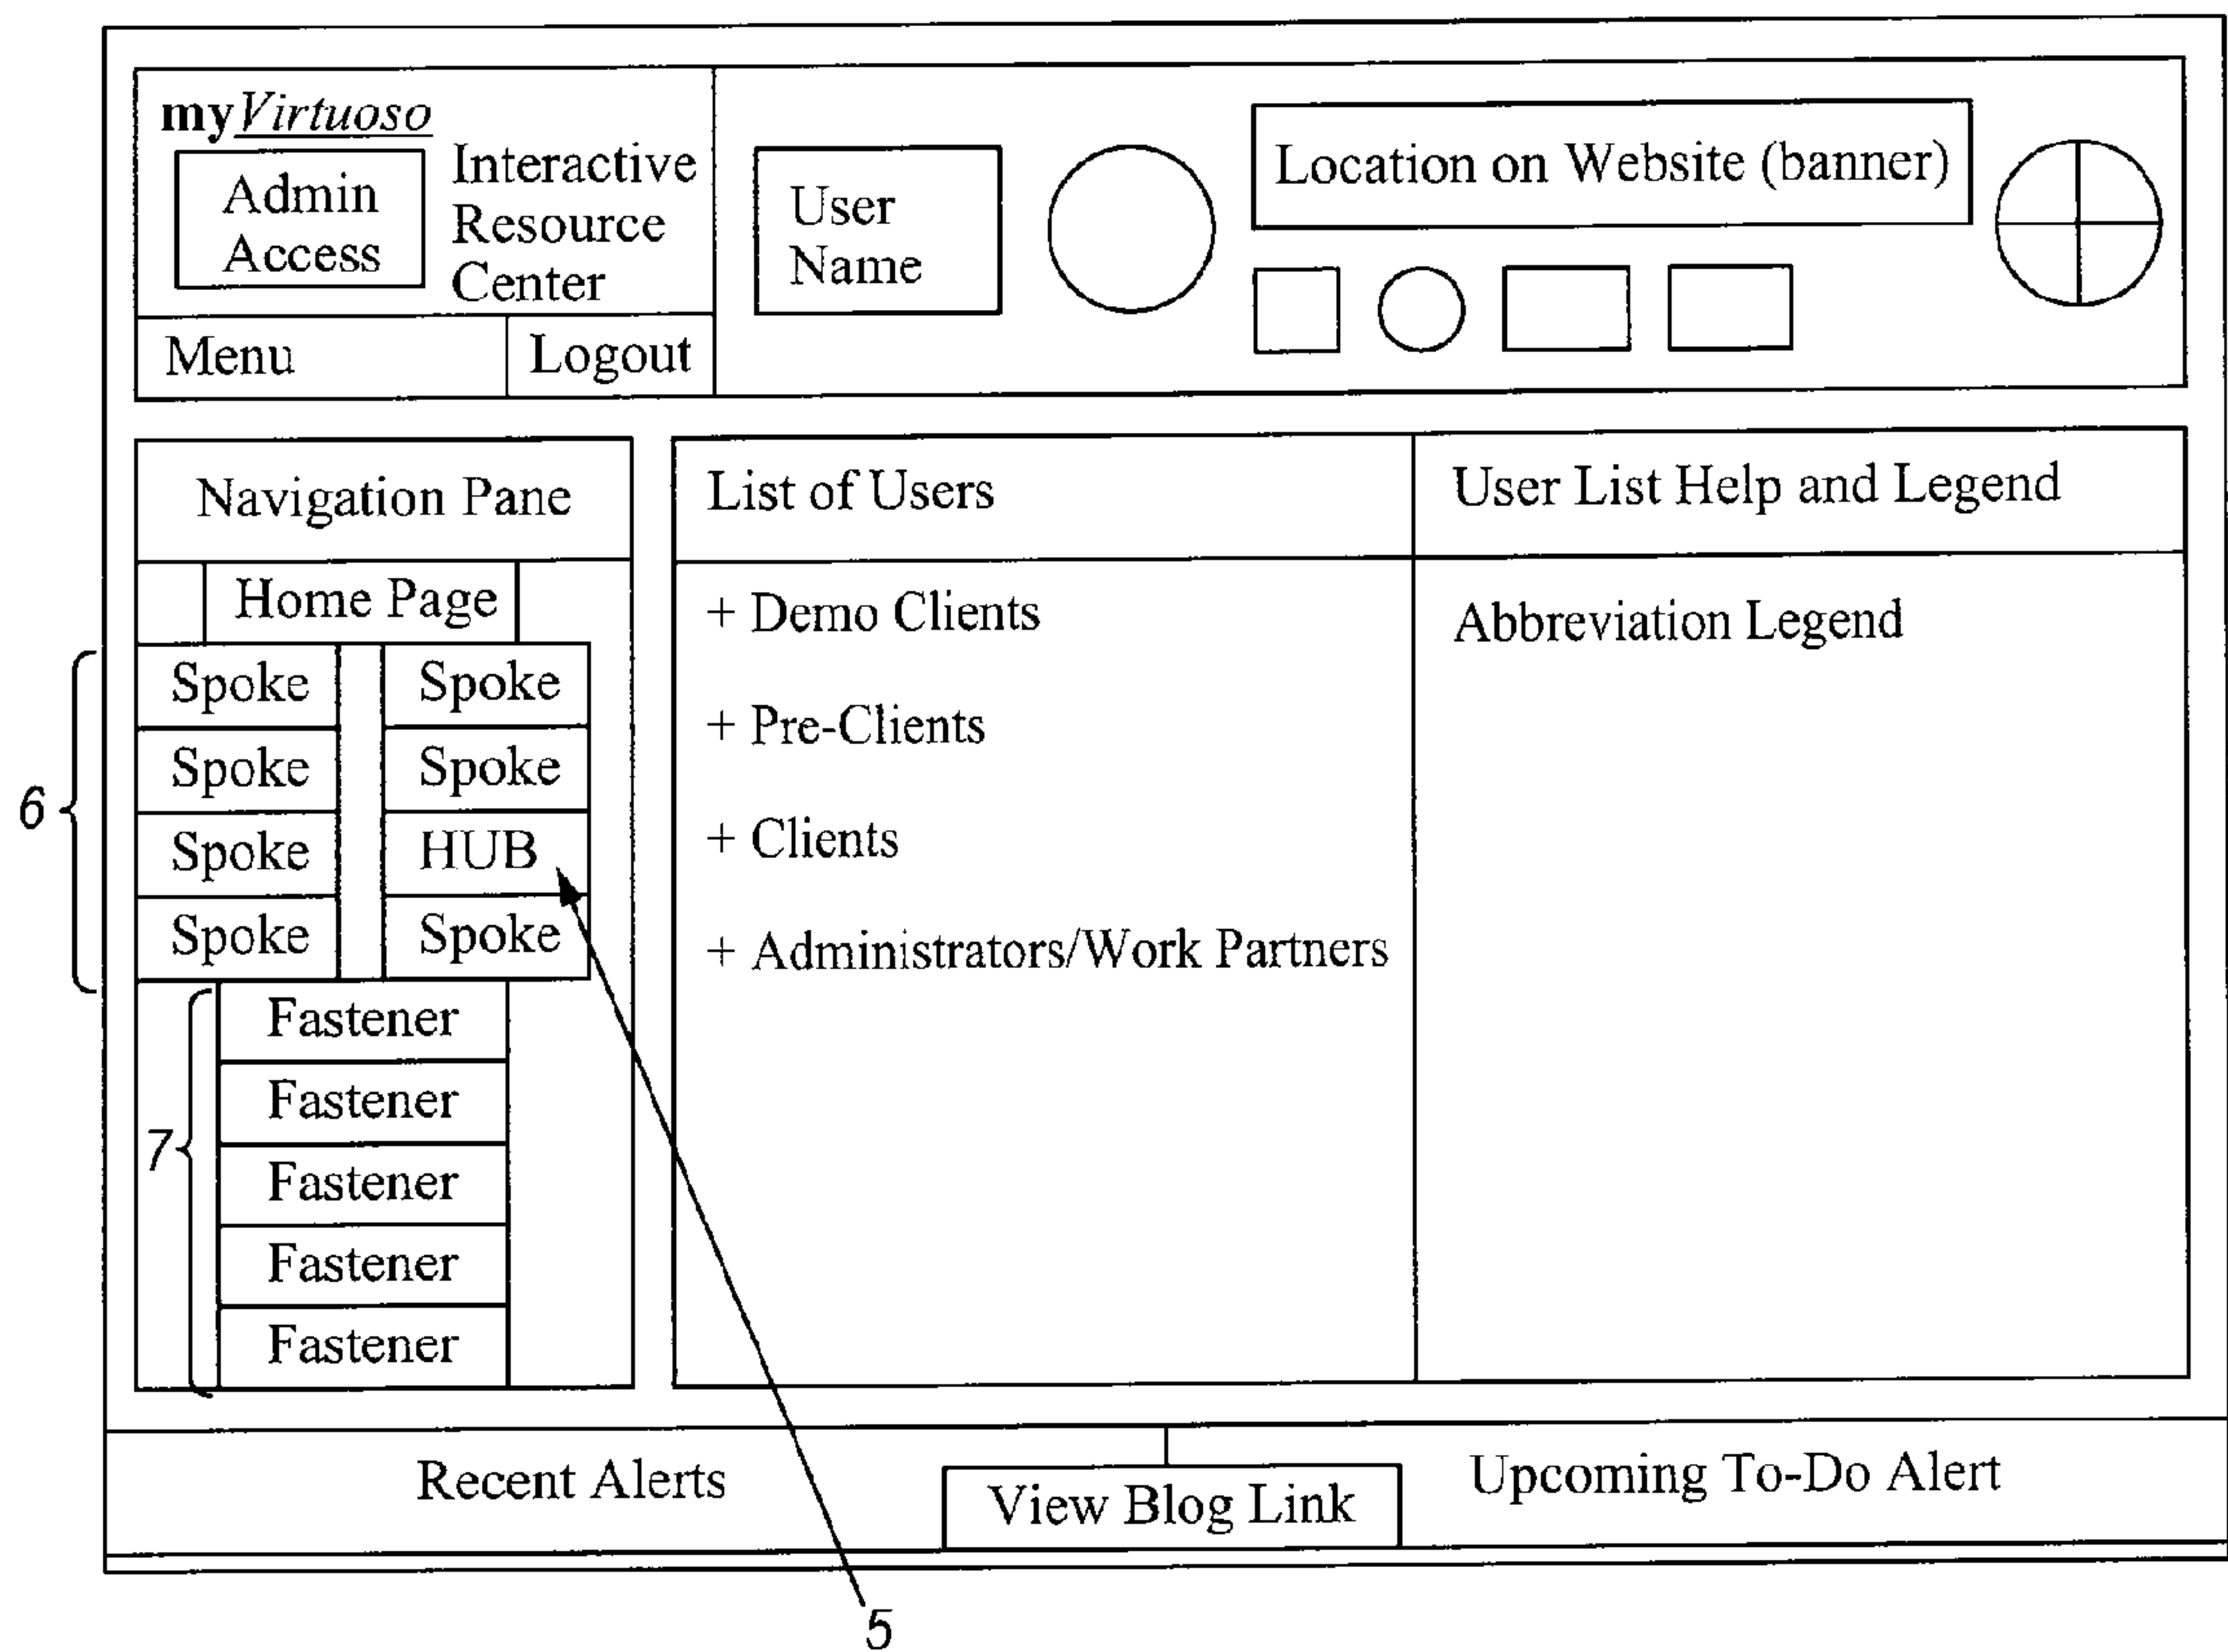 myVirtuoso
Admin
Access
Interactive
Resource
Center
Menu
Logout
User
Name
Location on Website (banner)
Navigation Pane
Home Page
Spoke
Spoke
Spoke
Spoke
Spoke
HUB
Spoke
Spoke
6
Fastener
Fastener
Fastener
Fastener
Fastener
7
List of Users
+ Demo Clients
+ Pre-Clients
+ Clients
+ Administrators/Work Partners
User List Help and Legend
Abbreviation Legend
Recent Alerts
View Blog Link
Upcoming To-Do Alert
5